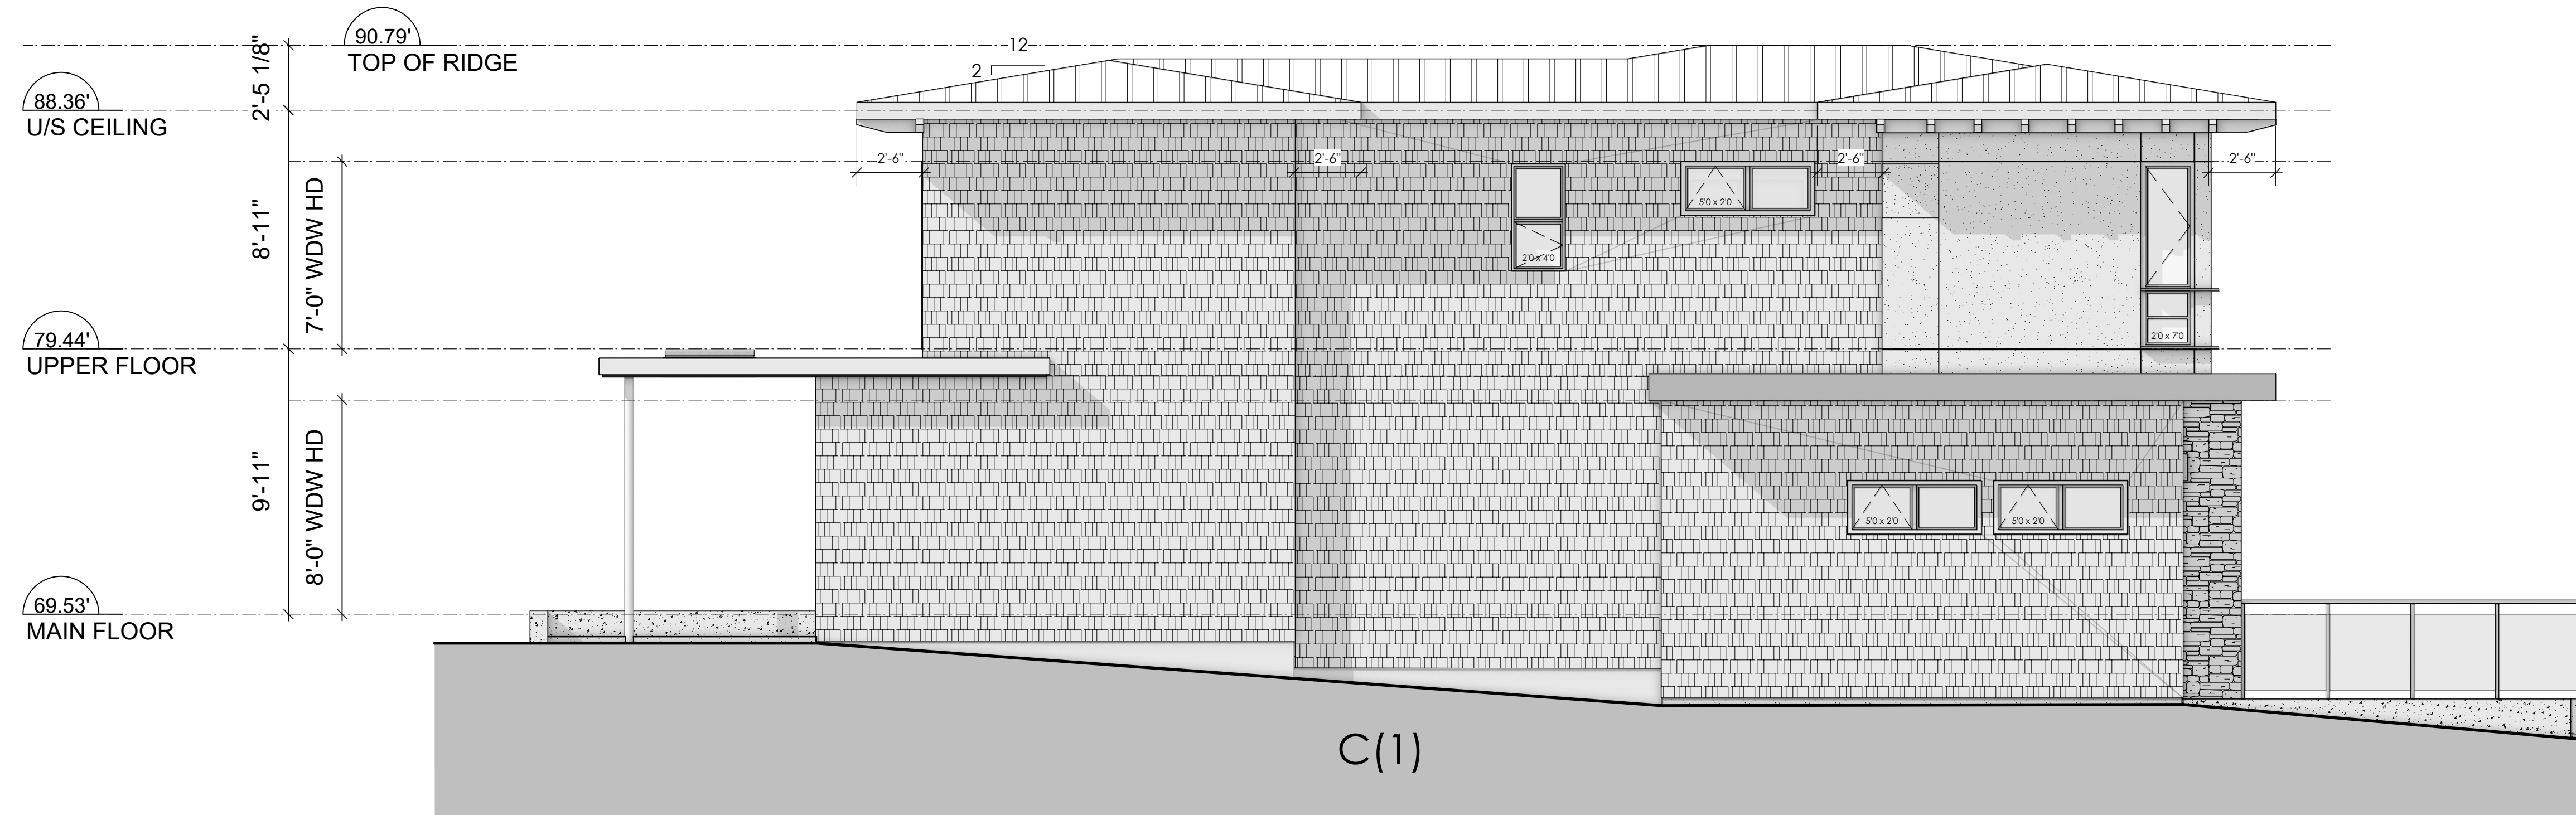 90.79'
TOP OF RIDGE
2'-5 1/8"
12
2
88.36'
U/S CEILING
2'-6"
2'-6"
2'-6"
2'-6"
8'-11"
7'-0" WDW HD
5'0 x 2'0
2'0 x 4'0
2'0 x 7'0
79.44'
UPPER FLOOR
9'-11"
8'-0" WDW HD
5'0 x 2'0
5'0 x 2'0
69.53'
MAIN FLOOR
C(1)